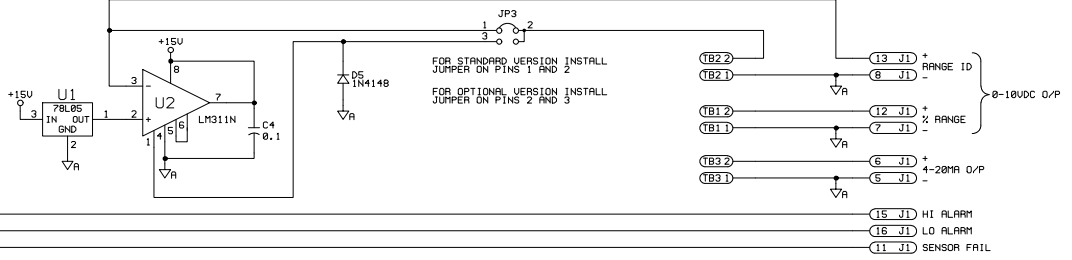 JP3
1 2
3
+15V
8
3 -
U2
7
LM311N
2 +
1 4 5 6
+15V
U1
78L05
3 IN OUT 1
GND
2
A
A
C4
0.1
D5
1N4148
A
FOR STANDARD VERSION INSTALL
JUMPER ON PINS 1 AND 2
FOR OPTIONAL VERSION INSTALL
JUMPER ON PINS 2 AND 3
TB2 2
TB2 1
A
13 J1 +
RANGE ID
8 J1 -
0-10VDC O/P
TB1 2
TB1 1
A
12 J1 +
% RANGE
7 J1 -
TB3 2
TB3 1
A
6 J1 +
4-20MA O/P
5 J1 -
15 J1 HI ALARM
16 J1 LO ALARM
11 J1 SENSOR FAIL